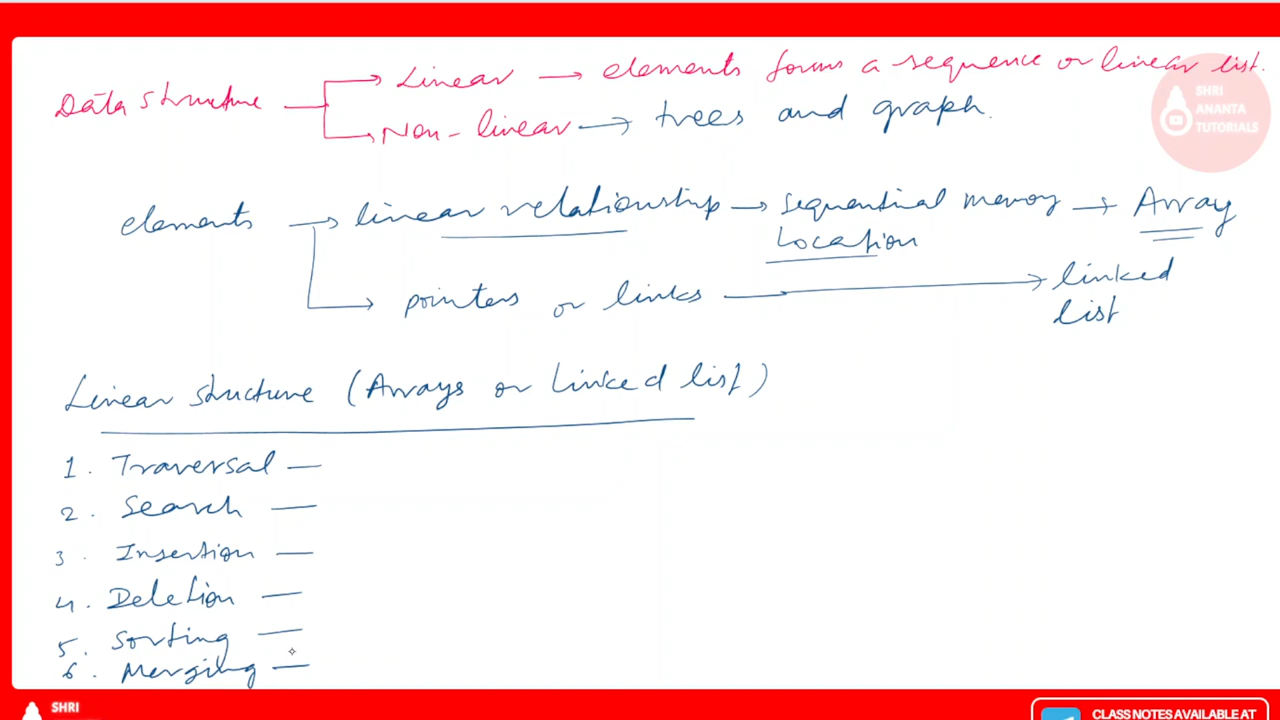 Data structure → Linear → elements forms a sequence or linear list.
Non-linear → trees and graph.
SHRI
ANANTA
TUTORIALS
elements → linear relationship → sequential memoy → Array
Location
→ pointers or links → linked
list
Linear structure (Arrays or Linked list)
1. Traversal —
2. Search —
3. Insertion —
4. Deletion —
5. Sorting —
6. Merging —
SHRI
CLASS NOTES AVAILABLE AT